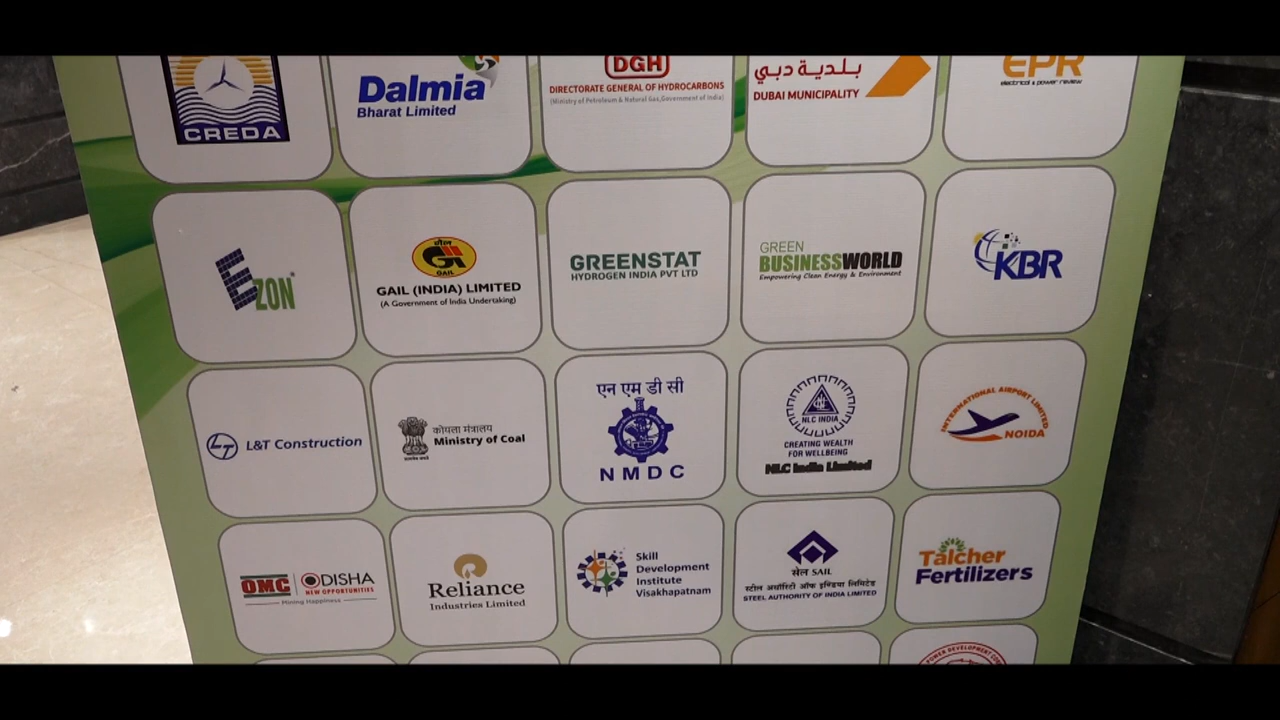 CREDA
Dalmia
Bharat Limited
DGH
DIRECTORATE GENERAL OF HYDROCARBONS
(Ministry of Petroleum & Natural Gas,Government of India)
بلدية دبي
DUBAI MUNICIPALITY
EPR
electrical & power review
EZON
गेल
GAIL
GAIL (INDIA) LIMITED
(A Government of India Undertaking)
GREENSTAT
HYDROGEN INDIA PVT LTD
GREEN
BUSINESSWORLD
Empowering Clean Energy & Environment
KBR
L&T Construction
कोयला मंत्रालय
Ministry of Coal
एन एम डी सी
NMDC
NLC INDIA
CREATING WEALTH
FOR WELLBEING
NLC India Limited
INTERNATIONAL AIRPORT LIMITED
NOIDA
OMC
ODISHA
NEW OPPORTUNITIES
Mining Happiness
Reliance
Industries Limited
Skill
Development
Institute
Visakhapatnam
सेल SAIL
स्टील अथॉरिटी ऑफ इण्डिया लिमिटेड
STEEL AUTHORITY OF INDIA LIMITED
Talcher
Fertilizers
POWER DEVELOPMENT